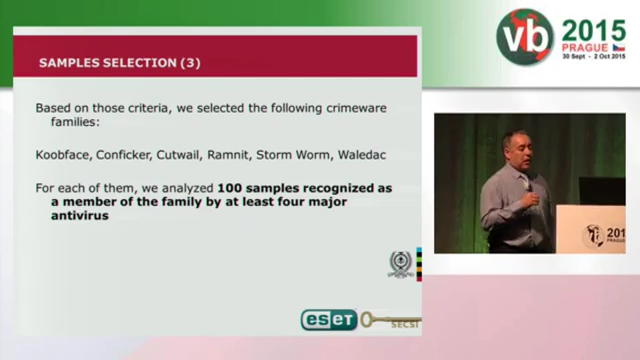 SAMPLES SELECTION (3)
Based on those criteria, we selected the following crimeware
families:
Koobface, Conficker, Cutwail, Ramnit, Storm Worm, Waledac
For each of them, we analyzed 100 samples recognized as
a member of the family by at least four major
antivirus
eseT
SECSI
vb
2015
PRAGUE
30 Sept - 2 Oct 2015
201